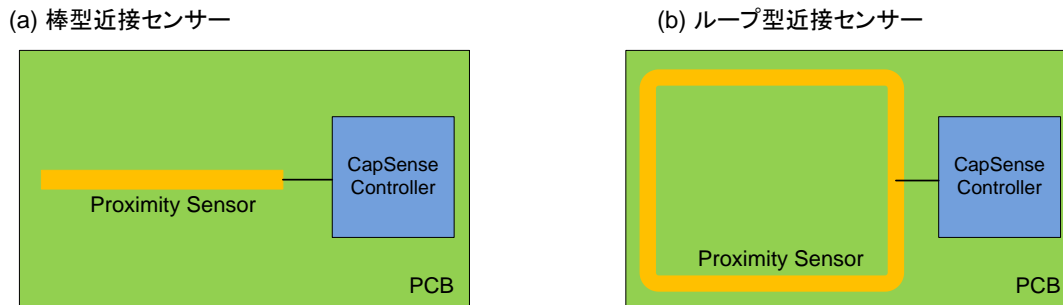 (a) 棒型近接センサー
(b) ループ型近接センサー
CapSense
Controller
Proximity Sensor
PCB
CapSense
Controller
Proximity Sensor
PCB